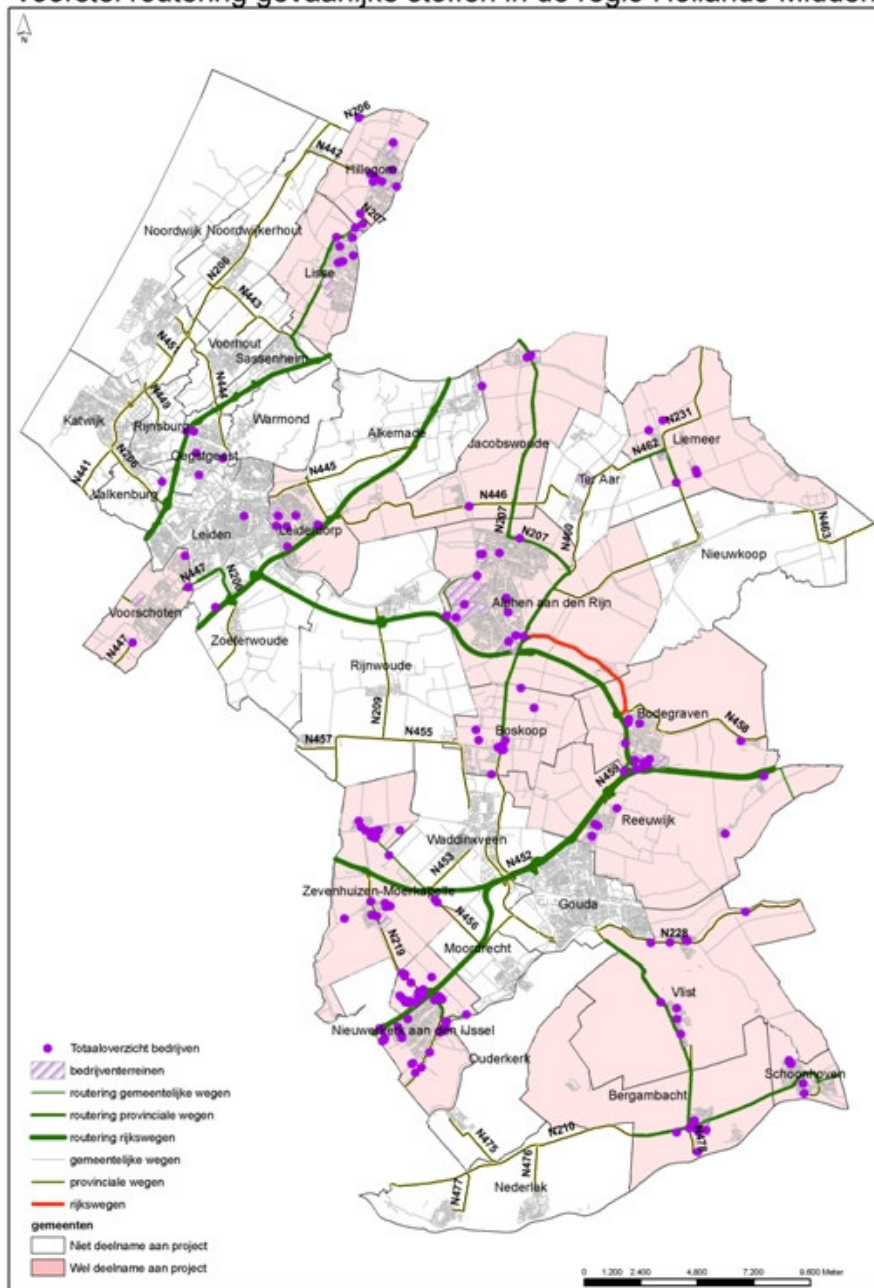 Voorstel routering gevaarlijke stoffen in de regio Hollands Midden
N
N206
N442
Hillegom
N207
Noordwijk
Noordwijkerhout
Lisse
N206
N443
N451
Voorhout
Sassenheim
N444
N449
Katwijk
Rijnsburg
Warmond
Oegstgeest
N441
N206
Valkenburg
Alkemade
Jacobswoude
N231
N462
Liemeer
N445
Ter Aar
N446
N207
N207
N460
N463
Leiden
Leiderdorp
Nieuwkoop
N447
N206
Voorschoten
Alphen aan den Rijn
Zoeterwoude
N447
Rijnwoude
N209
N457
N455
Boskoop
Bodegraven
N458
N459
Reeuwijk
Waddinxveen
N453
N452
Zevenhuizen-Moerkapelle
Gouda
N456
N219
Moordrecht
N228
Vlist
Nieuwerkerk aan den IJssel
Ouderkerk
Schoonhoven
Bergambacht
N210
N475
N478
N476
N477
Nederlek
Totaaloverzicht bedrijven
bedrijventerreinen
routering gemeentelijke wegen
routering provinciale wegen
routering rijkswegen
gemeentelijke wegen
provinciale wegen
rijkswegen
gemeenten
Niet deelname aan project
Wel deelname aan project
0 1.200 2.400 4.800 7.200 9.600 Meter